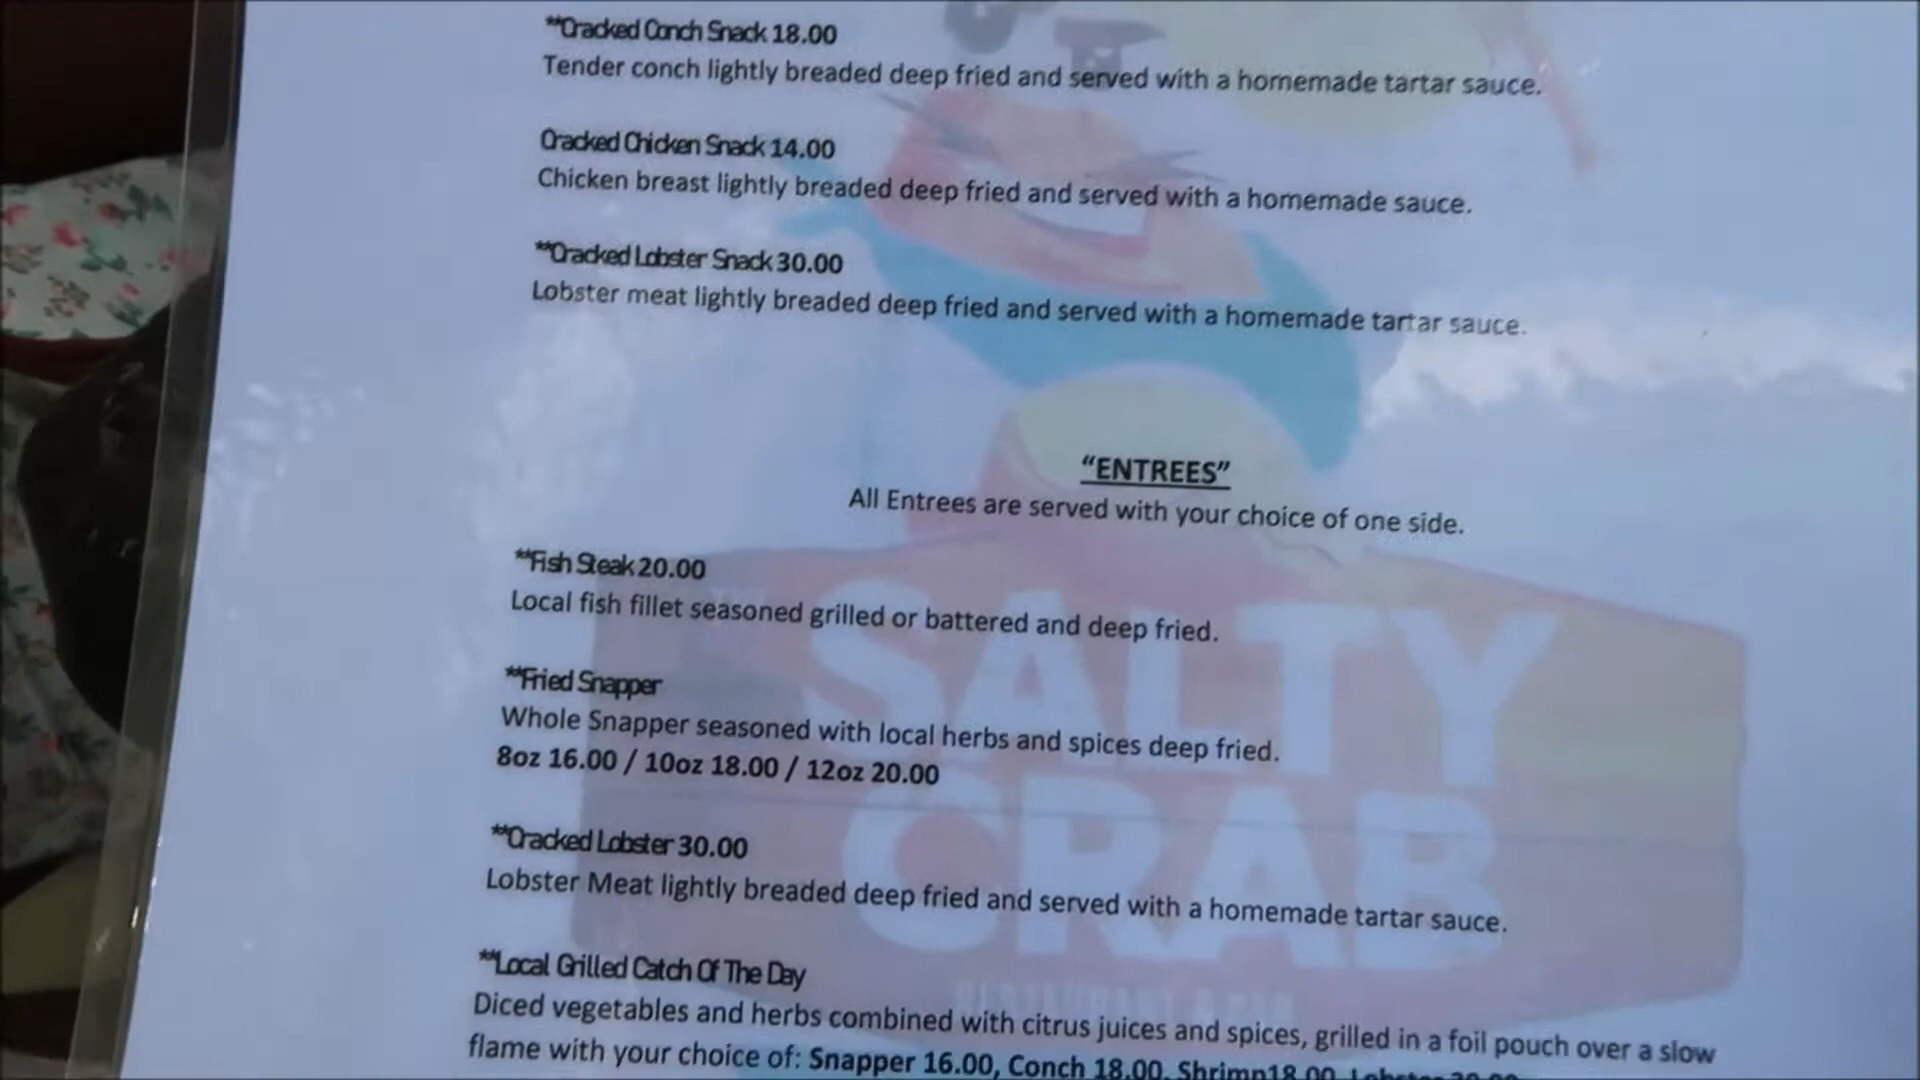 **Cracked Conch Snack 18.00
Tender conch lightly breaded deep fried and served with a homemade tartar sauce.
Cracked Chicken Snack 14.00
Chicken breast lightly breaded deep fried and served with a homemade sauce.
**Cracked Lobster Snack 30.00
Lobster meat lightly breaded deep fried and served with a homemade tartar sauce.
“ENTREES”
All Entrees are served with your choice of one side.
**Fish Steak 20.00
Local fish fillet seasoned grilled or battered and deep fried.
**Fried Snapper
Whole Snapper seasoned with local herbs and spices deep fried.
8oz 16.00 / 10oz 18.00 / 12oz 20.00
**Cracked Lobster 30.00
Lobster Meat lightly breaded deep fried and served with a homemade tartar sauce.
**Local Grilled Catch Of The Day
Diced vegetables and herbs combined with citrus juices and spices, grilled in a foil pouch over a slow
flame with your choice of: Snapper 16.00, Conch 18.00, Shrimp18.00, Lobster
SALTY
CRAB